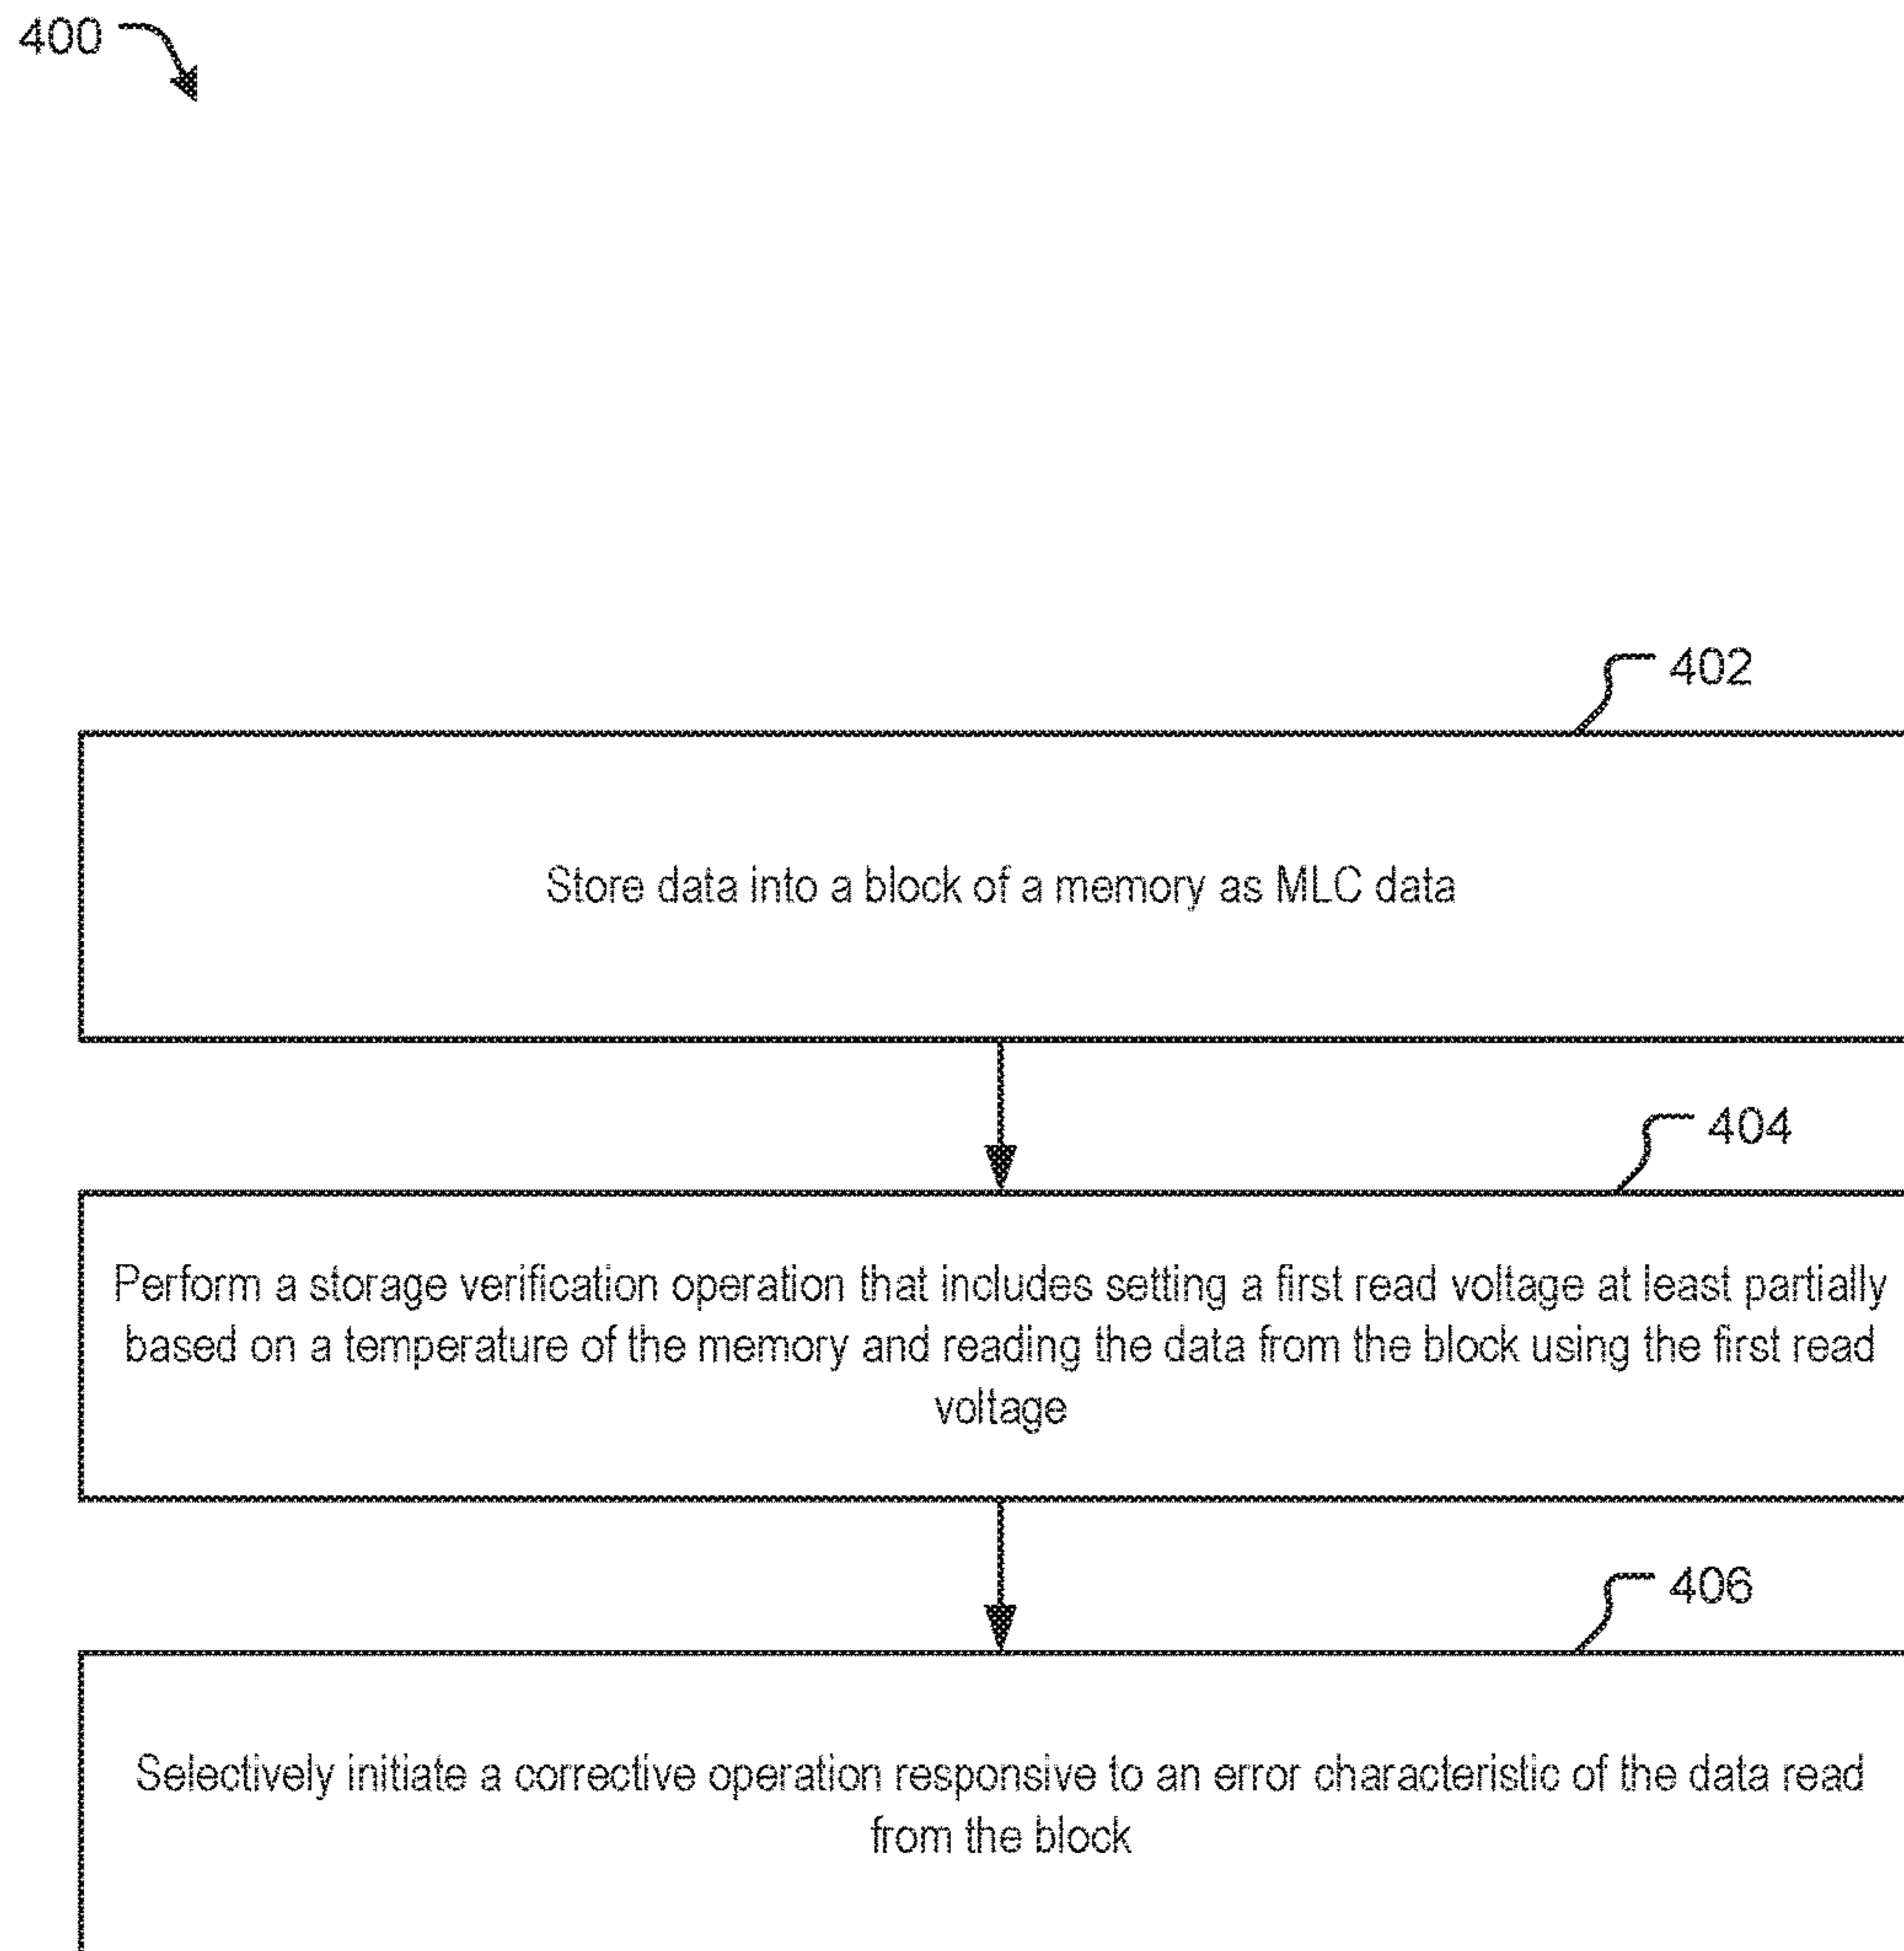 400
402
Store data into a block of a memory as MLC data
404
Perform a storage verification operation that includes setting a first read voltage at least partially
based on a temperature of the memory and reading the data from the block using the first read
voltage
406
Selectively initiate a corrective operation responsive to an error characteristic of the data read
from the block